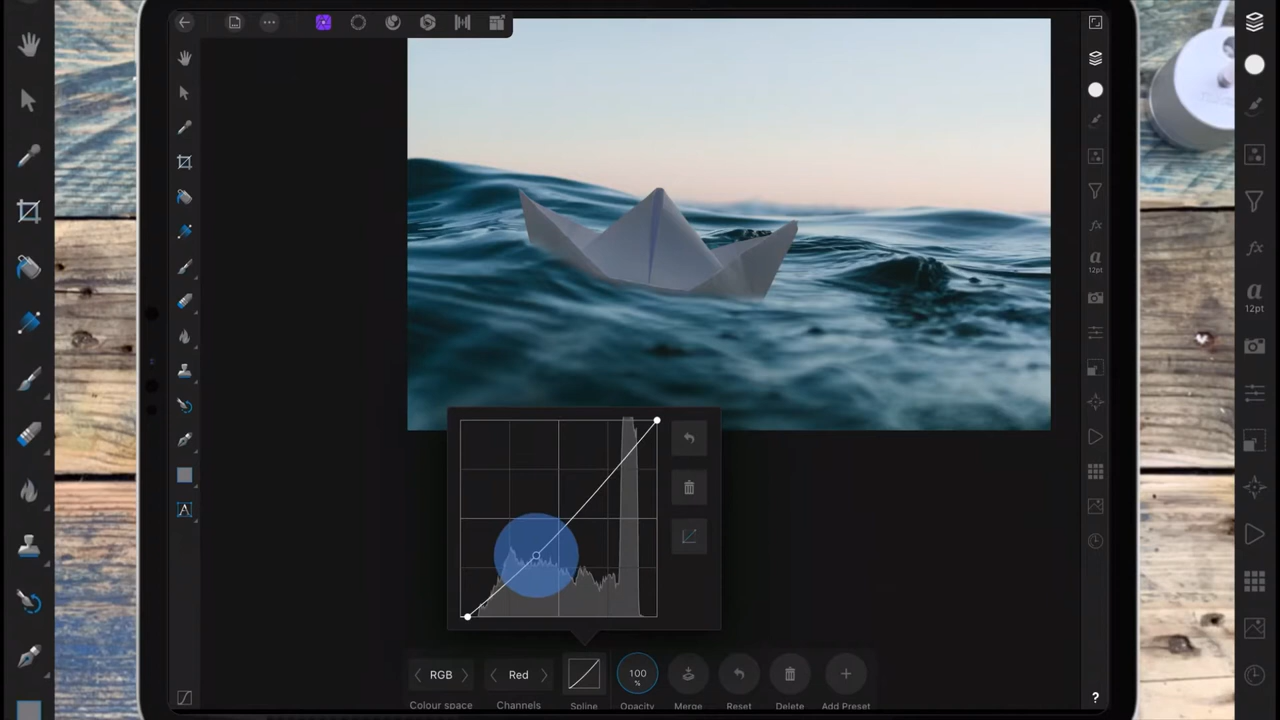 a
12pt
a
12pt
A
RGB
Red
100
%
Colour space
Channels
Spline
Opacity
Merge
Reset
Delete
Add Preset
?